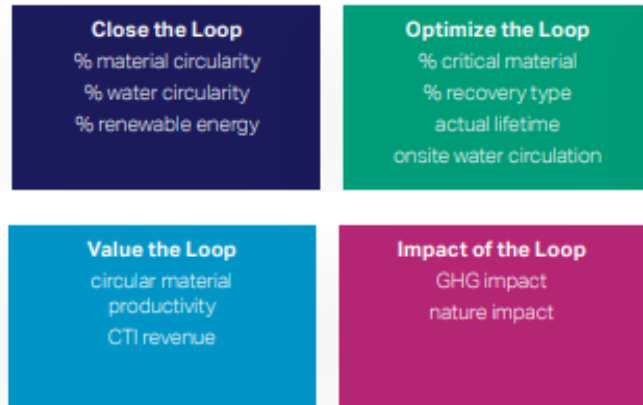 Close the Loop
% material circularity
% water circularity
% renewable energy
Optimize the Loop
% critical material
% recovery type
actual lifetime
onsite water circulation
Value the Loop
circular material
productivity
CTI revenue
Impact of the Loop
GHG impact
nature impact